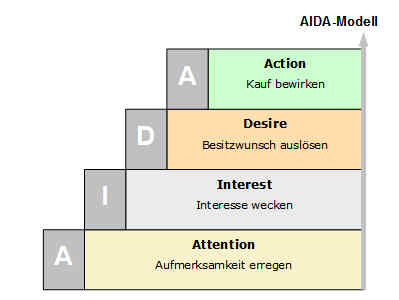 AIDA-Modell
A
Action
Kauf bewirken
D
Desire
Besitzwunsch auslösen
I
Interest
Interesse wecken
A
Attention
Aufmerksamkeit erregen